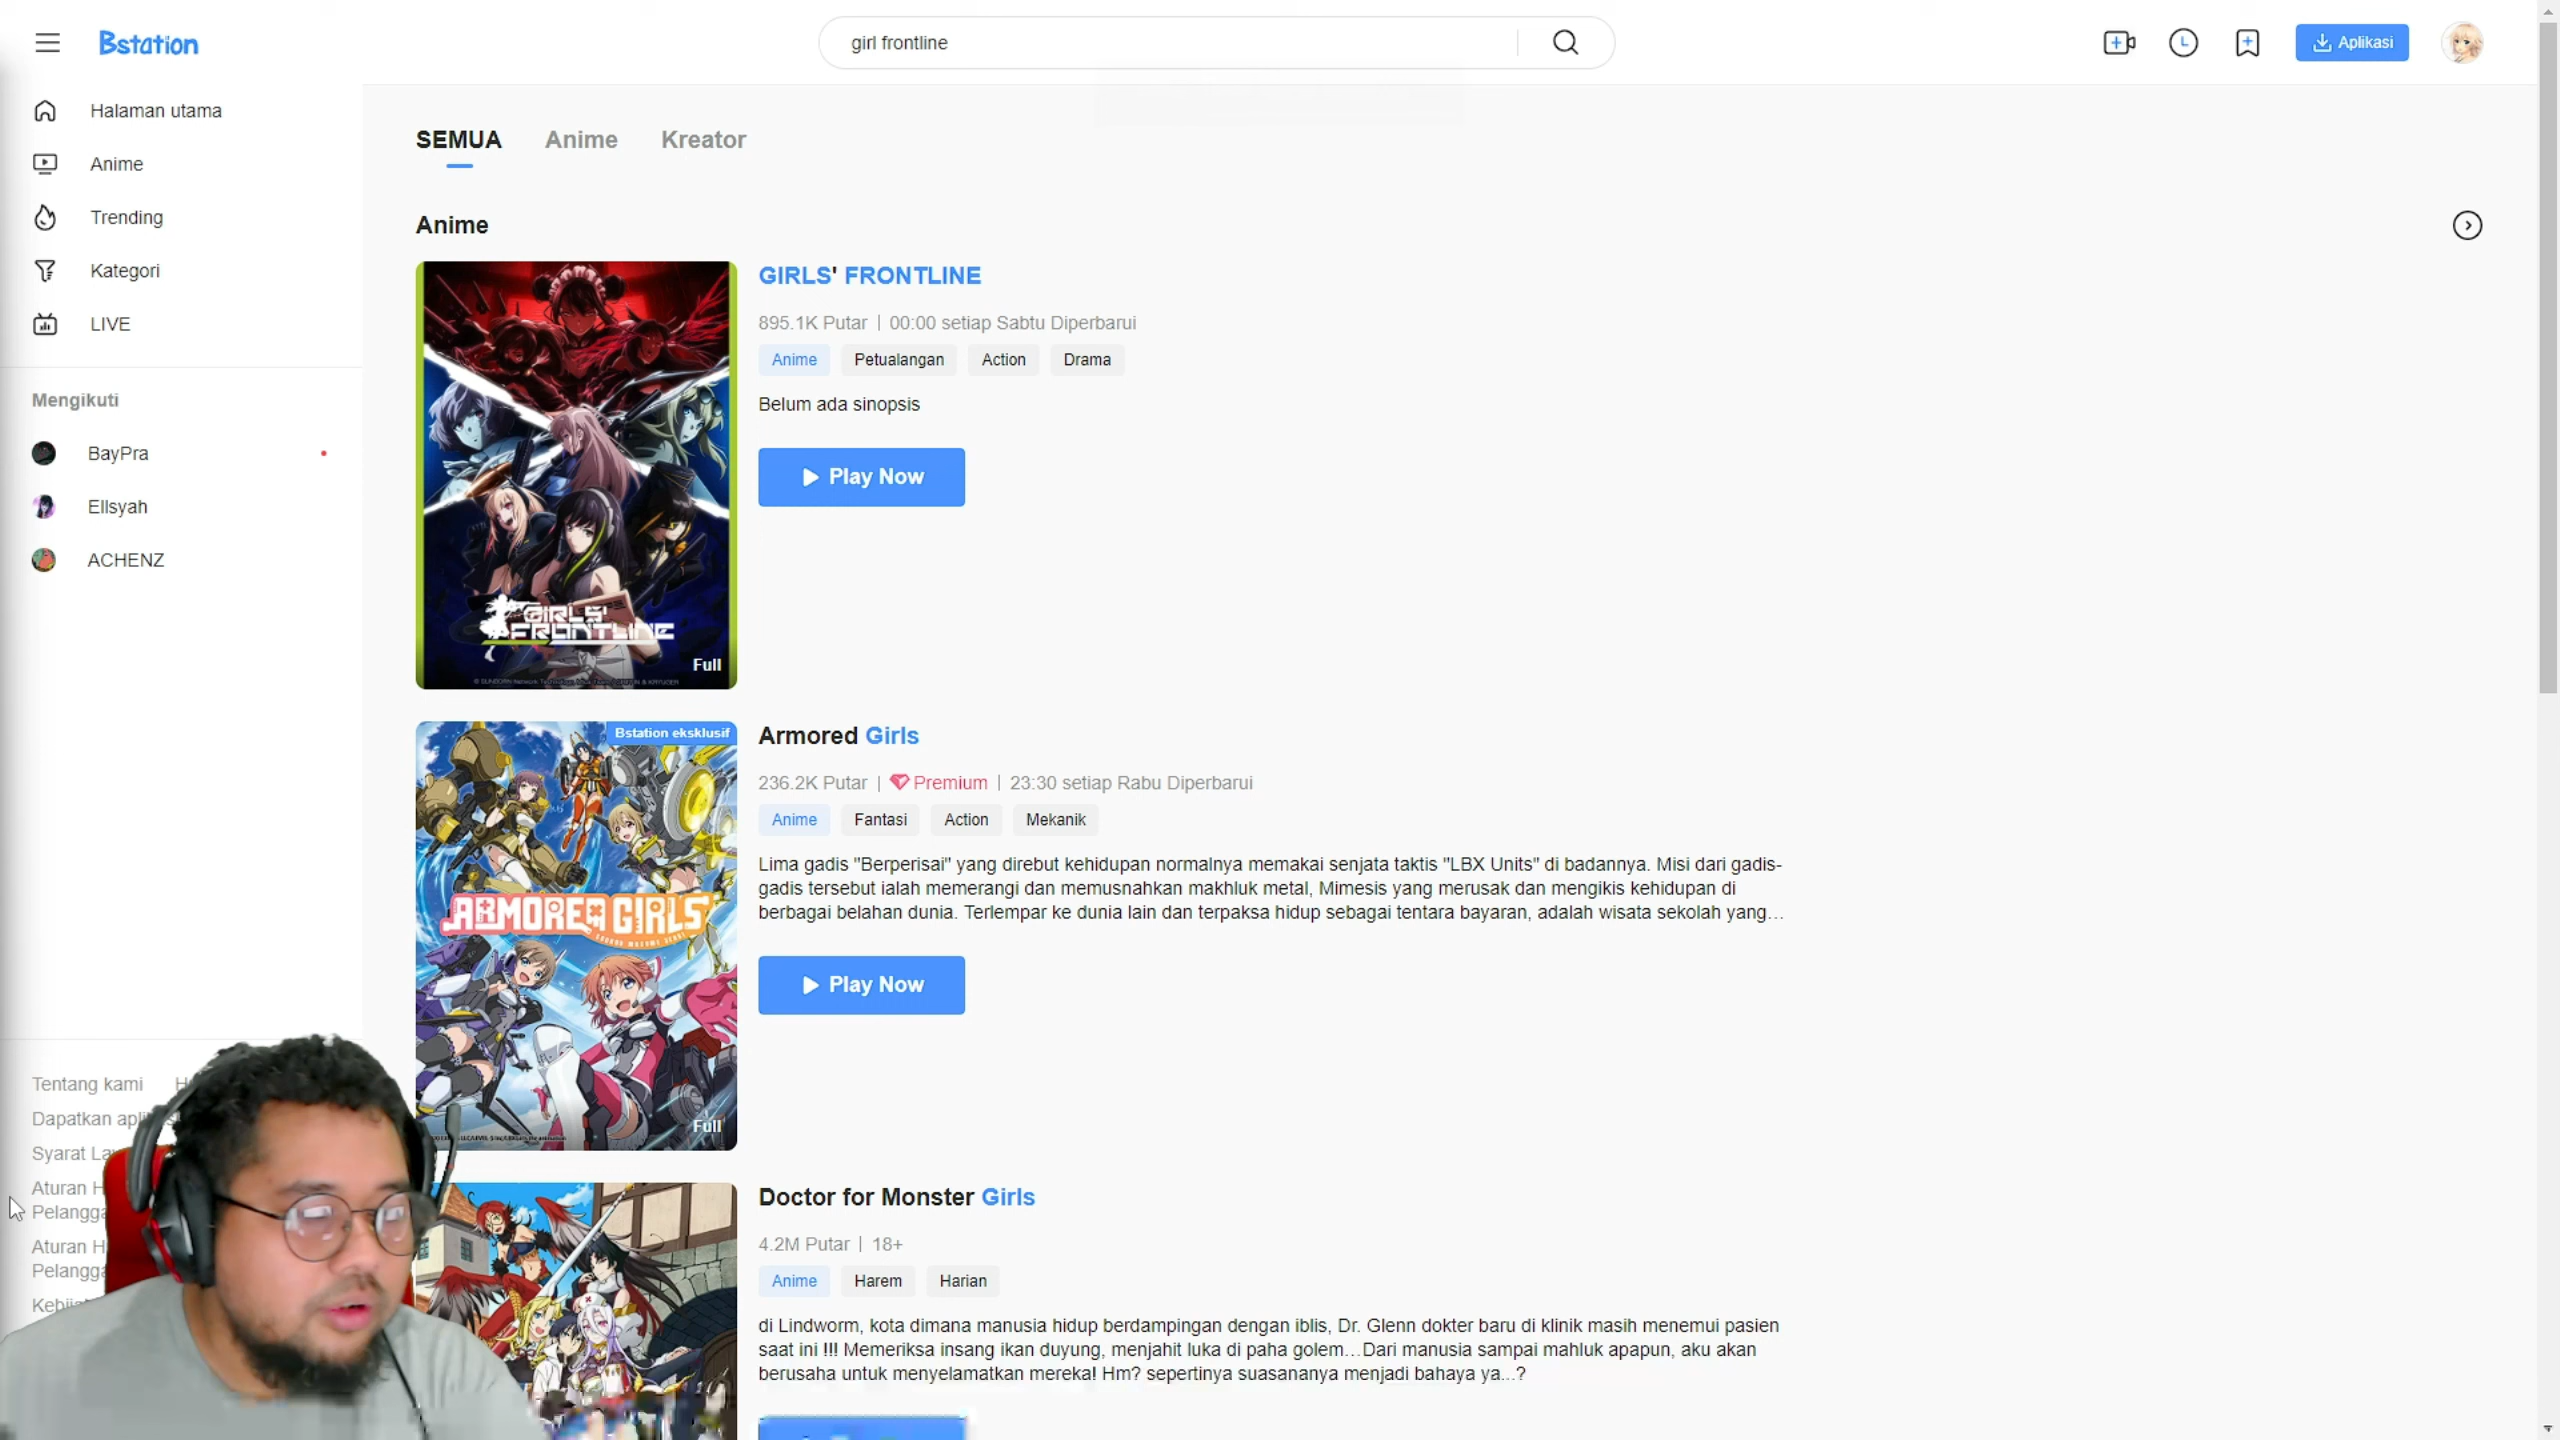 Bstation
girl frontline
Aplikasi
Halaman utama
Anime
Trending
Kategori
LIVE
Mengikuti
BayPra
Ellsyah
ACHENZ
Tentang kami
Dapatkan
Syarat
Aturan
Aturan
SEMUA Anime Kreator
Anime
GIRLS' FRONTLINE
Full
GIRLS' FRONTLINE
895.1K Putar | 00:00 setiap Sabtu Diperbarui
Anime Petualangan Action Drama
Belum ada sinopsis
Play Now
Bstation eksklusif
ARMORED GIRLS
Full
Armored Girls
236.2K Putar | Premium | 23:30 setiap Rabu Diperbarui
Anime Fantasi Action Mekanik
Lima gadis "Berperisai" yang direbut kehidupan normalnya memakai senjata taktis "LBX Units" di badannya. Misi dari gadis-
gadis tersebut ialah memerangi dan memusnahkan makhluk metal, Mimesis yang merusak dan mengikis kehidupan di
berbagai belahan dunia. Terlempar ke dunia lain dan terpaksa hidup sebagai tentara bayaran, adalah wisata sekolah yang...
Play Now
Doctor for Monster Girls
4.2M Putar | 18+
Anime Harem Harian
di Lindworm, kota dimana manusia hidup berdampingan dengan iblis, Dr. Glenn dokter baru di klinik masih menemui pasien
saat ini !!! Memeriksa insang ikan duyung, menjahit luka di paha golem…Dari manusia sampai mahluk apapun, aku akan
berusaha untuk menyelamatkan mereka! Hm? sepertinya suasananya menjadi bahaya ya...?